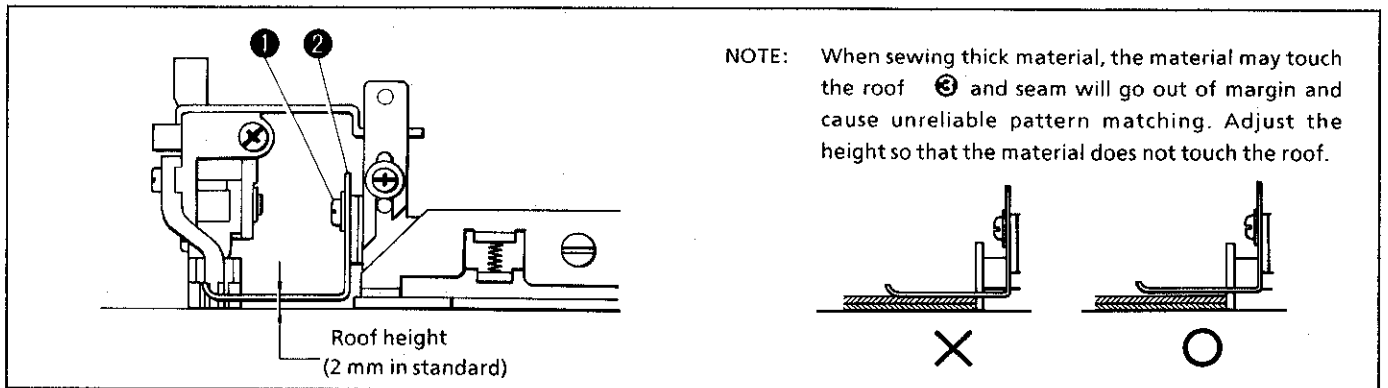 ❶ ❷
NOTE: When sewing thick material, the material may touch
the roof ❸ and seam will go out of margin and
cause unreliable pattern matching. Adjust the
height so that the material does not touch the roof.
Roof height
(2 mm in standard)